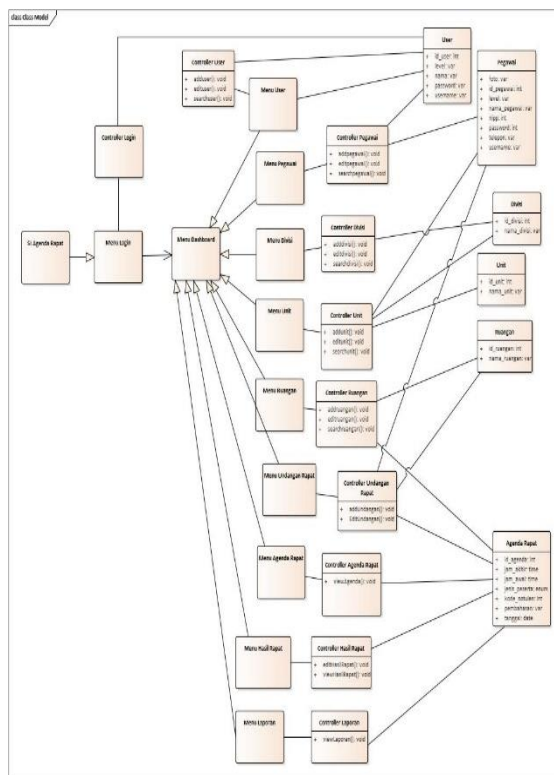 class Class Model
User
+ id_user: int
+ level: var
+ nama: var
+ password: var
+ username: var
Controller User
+ adduser(): void
+ edituser(): void
+ searchuser(): void
Menu User
Pegawai
+ foto: var
+ id_pegawai: int
+ level: var
+ nama_pegawai: var
+ nipp: int
+ password: int
+ telepon: var
+ username: var
Controller Login
Controller Pegawai
+ addpegawai(): void
+ editpegawai(): void
+ searchpegawai(): void
Menu Pegawai
Divisi
+ id_divisi: int
+ nama_divisi: var
Controller Divisi
+ adddivisi(): void
+ editdivisi(): void
+ searchdivisi(): void
Menu Divisi
SI Agenda Rapat
Menu Login
Menu Dashboard
Unit
+ id_unit: int
+ nama_unit: var
Menu Unit
Controller Unit
+ addunit(): void
+ editunit(): void
+ searchunit(): void
Ruangan
+ id_ruangan: int
+ nama_ruangan: var
Menu Ruangan
Controller Ruangan
+ addruangan(): void
+ editruangan(): void
+ searchruangan(): void
Menu Undangan Rapat
Controller Undangan
Rapat
+ addundangan(): void
+ Editundangan(): void
Agenda Rapat
+ id_agenda: int
+ jam_akhir: time
+ jam_awal: time
+ jenis_peserta: enum
+ kode_notulen: int
+ pembahasan: var
+ tanggal: date
Menu Agenda Rapat
Controller Agenda Rapat
+ viewAgenda(): void
Menu Hasil Rapat
Controller Hasil Rapat
+ editHasilRapat(): void
+ viewHasilRapat(): void
Menu Laporan
Controller Laporan
+ viewLaporan(): void